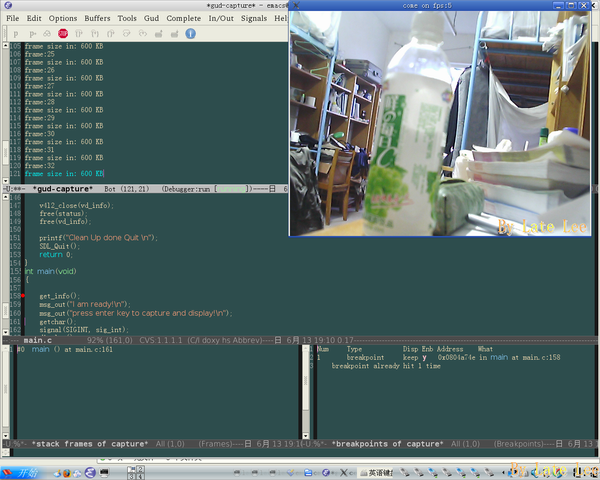 *gud-capture* - emacs@
come on fps:5
File Edit Options Buffers Tools Gud Complete In/Out Signals Help
STOP
105 frame size in: 600 KB
106 frame:25
107 frame size in: 600 KB
108 frame:26
109 frame size in: 600 KB
110 frame:27
111 frame size in: 600 KB
112 frame:28
113 frame size in: 600 KB
114 frame:29
115 frame size in: 600 KB
116 frame:30
117 frame size in: 600 KB
118 frame:31
119 frame size in: 600 KB
120 frame:32
121 frame size in: 600 KB
By Late Lee
-U:**- *gud-capture* Bot (121,21) (Debugger:run
146
147 v4l2_close(vd_info);
148 free(status);
149 free(vd_info);
150
151 printf("Clean Up done Quit \n");
152 SDL_Quit();
153 return 0;
154 }
155 int main(void)
156 {
157
158 get_info();
159 msg_out("I am ready!\n");
160 msg_out("press enter key to capture and display!\n");
161 getchar();
162 signal(SIGINT, sig_int);
main.c 92% (161,0) CVS:1.1.1.1 (C/l doxy hs Abbrev)----日 6月 13 19:10 0.17
#0 main () at main.c:161
Num Type Disp Enb Address What
1 breakpoint keep y 0x0804a74e in main at main.c:158
breakpoint already hit 1 time
*stack frames of capture* All (1,0) (Frames)----日 6月 13 19:1
*breakpoints of capture* All (1,0) (Breakpoints)----日 6月 13
开始
英语键
By Late Lee